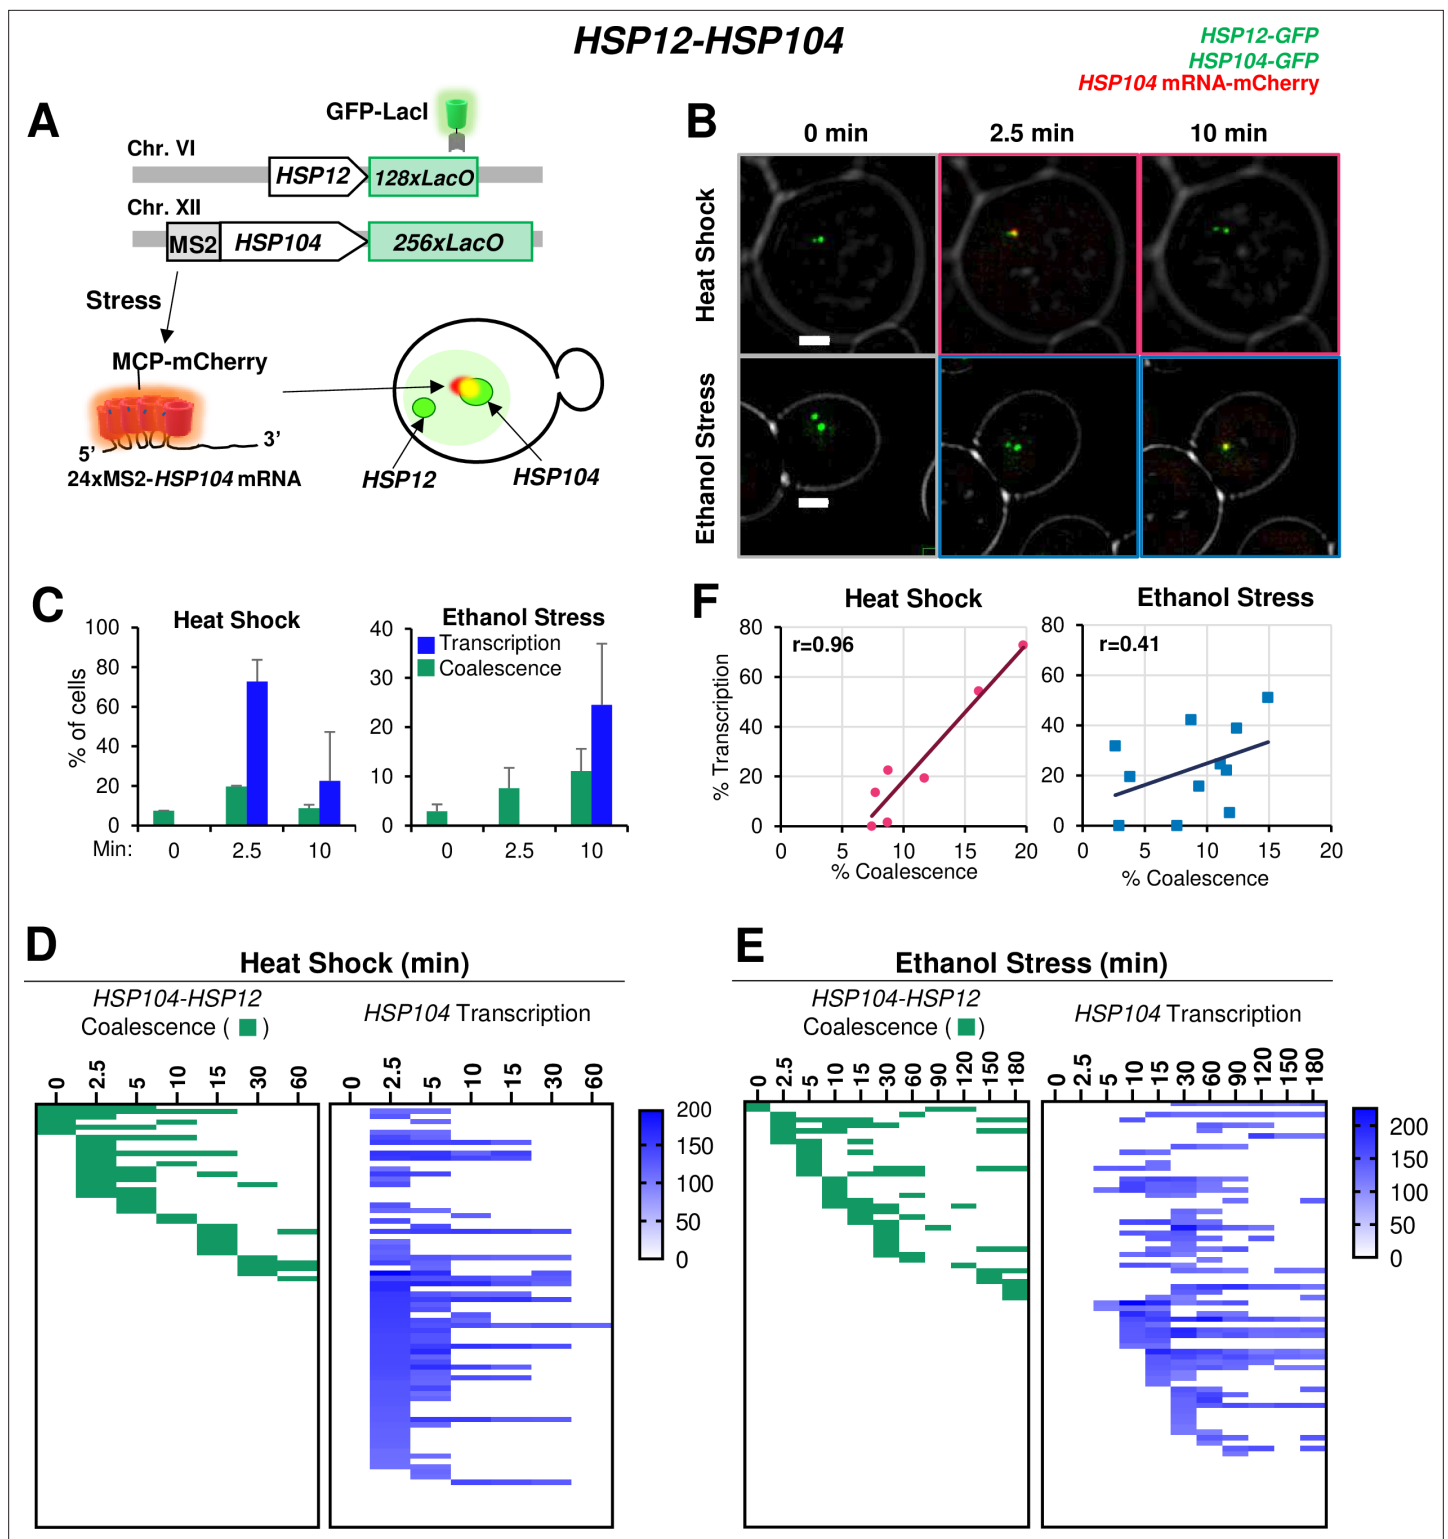 HSP12-HSP104
HSP12-GFP
HSP104-GFP
HSP104 mRNA-mCherry
A
GFP-LacI
Chr. VI
HSP12
128xLacO
Chr. XII
MS2
HSP104
256xLacO
Stress
MCP-mCherry
5’
3’
24xMS2-HSP104 mRNA
HSP12
HSP104
B
0 min
2.5 min
10 min
Heat Shock
Ethanol Stress
C
Heat Shock
% of cells
100
80
60
40
20
0
Min:
0
2.5
10
Ethanol Stress
Transcription
Coalescence
40
30
20
10
0
0
2.5
10
F
Heat Shock
r=0.96
% Transcription
80
60
40
20
0
0
5
10
15
20
% Coalescence
Ethanol Stress
r=0.41
80
60
40
20
0
0
5
10
15
20
% Coalescence
D
Heat Shock (min)
HSP104-HSP12
Coalescence ( )
HSP104 Transcription
0
2.5
5
10
15
30
60
0
2.5
5
10
15
30
60
200
150
100
50
0
E
Ethanol Stress (min)
HSP104-HSP12
Coalescence ( )
HSP104 Transcription
0
2.5
5
10
15
30
60
90
120
150
180
0
2.5
5
10
15
30
60
90
120
150
180
200
150
100
50
0